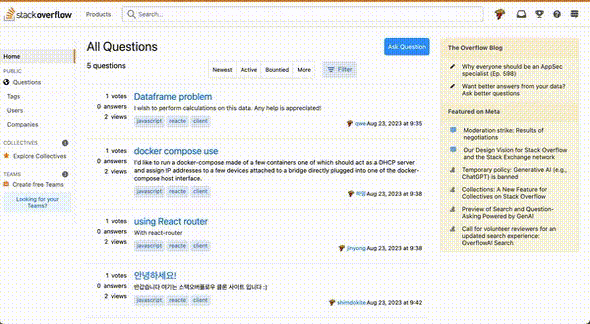 stackoverflow
Products
Search...
Home
PUBLIC
Questions
Tags
Users
Companies
COLLECTIVES
Explore Collectives
TEAMS
Create free Teams
Looking for your
Teams?
All Questions
Ask Question
5 questions
Newest Active Bountied More
Filter
1 votes
0 answers
2 views
Dataframe problem
I wish to perform calculations on this data. Any help is appreciated!
javascript reacte client
qwe Aug 23, 2023 at 9:35
1 votes
0 answers
2 views
docker compose use
I'd like to run a docker-compose made of a few containers one of which should act as a DHCP server
and assign IP addresses to a few devices attached to a bridge directly plugged into one of the docker-
compose host interface.
javascript reacte client
Aug 23, 2023 at 9:38
1 votes
0 answers
2 views
using React router
With react-router
javascript reacte client
jinyong Aug 23, 2023 at 9:38
1 votes
0 answers
2 views
안녕하세요!
반갑습니다 여기는 스택오버플로우 클론 사이트 입니다 :)
javascript reacte client
shimdokite Aug 23, 2023 at 9:42
The Overflow Blog
Why everyone should be an AppSec
specialist (Ep. 598)
Want better answers from your data?
Ask better questions
Featured on Meta
Moderation strike: Results of
negotiations
Our Design Vision for Stack Overflow
and the Stack Exchange network
Temporary policy: Generative AI (e.g.,
ChatGPT) is banned
Collections: A New Feature for
Collectives on Stack Overflow
Preview of Search and Question-
Asking Powered by GenAI
Call for volunteer reviewers for an
updated search experience:
OverflowAI Search